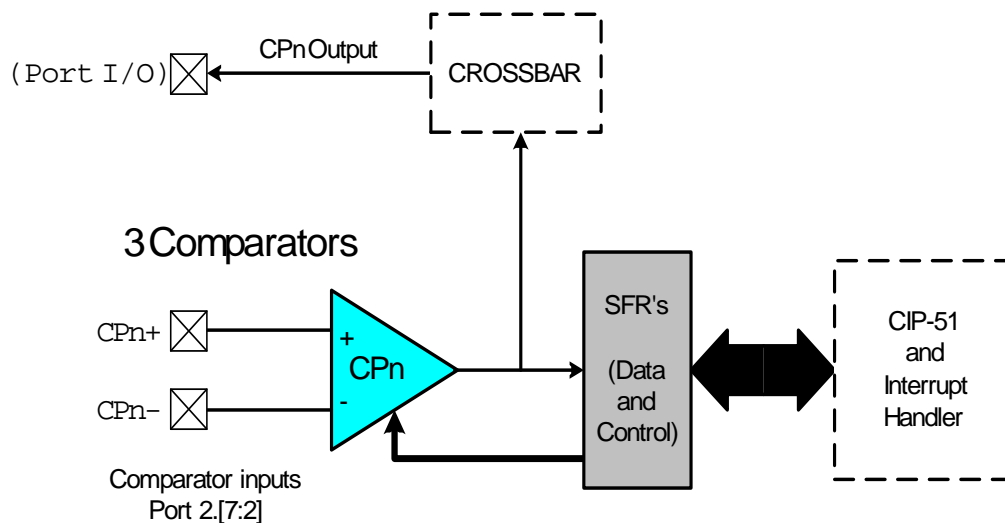 CPn Output
(Port I/O)
CROSSBAR
3 Comparators
CPn+
CPn-
+
CPn
-
SFR's
(Data
and
Control)
CIP-51
and
Interrupt
Handler
Comparator inputs
Port 2.[7:2]